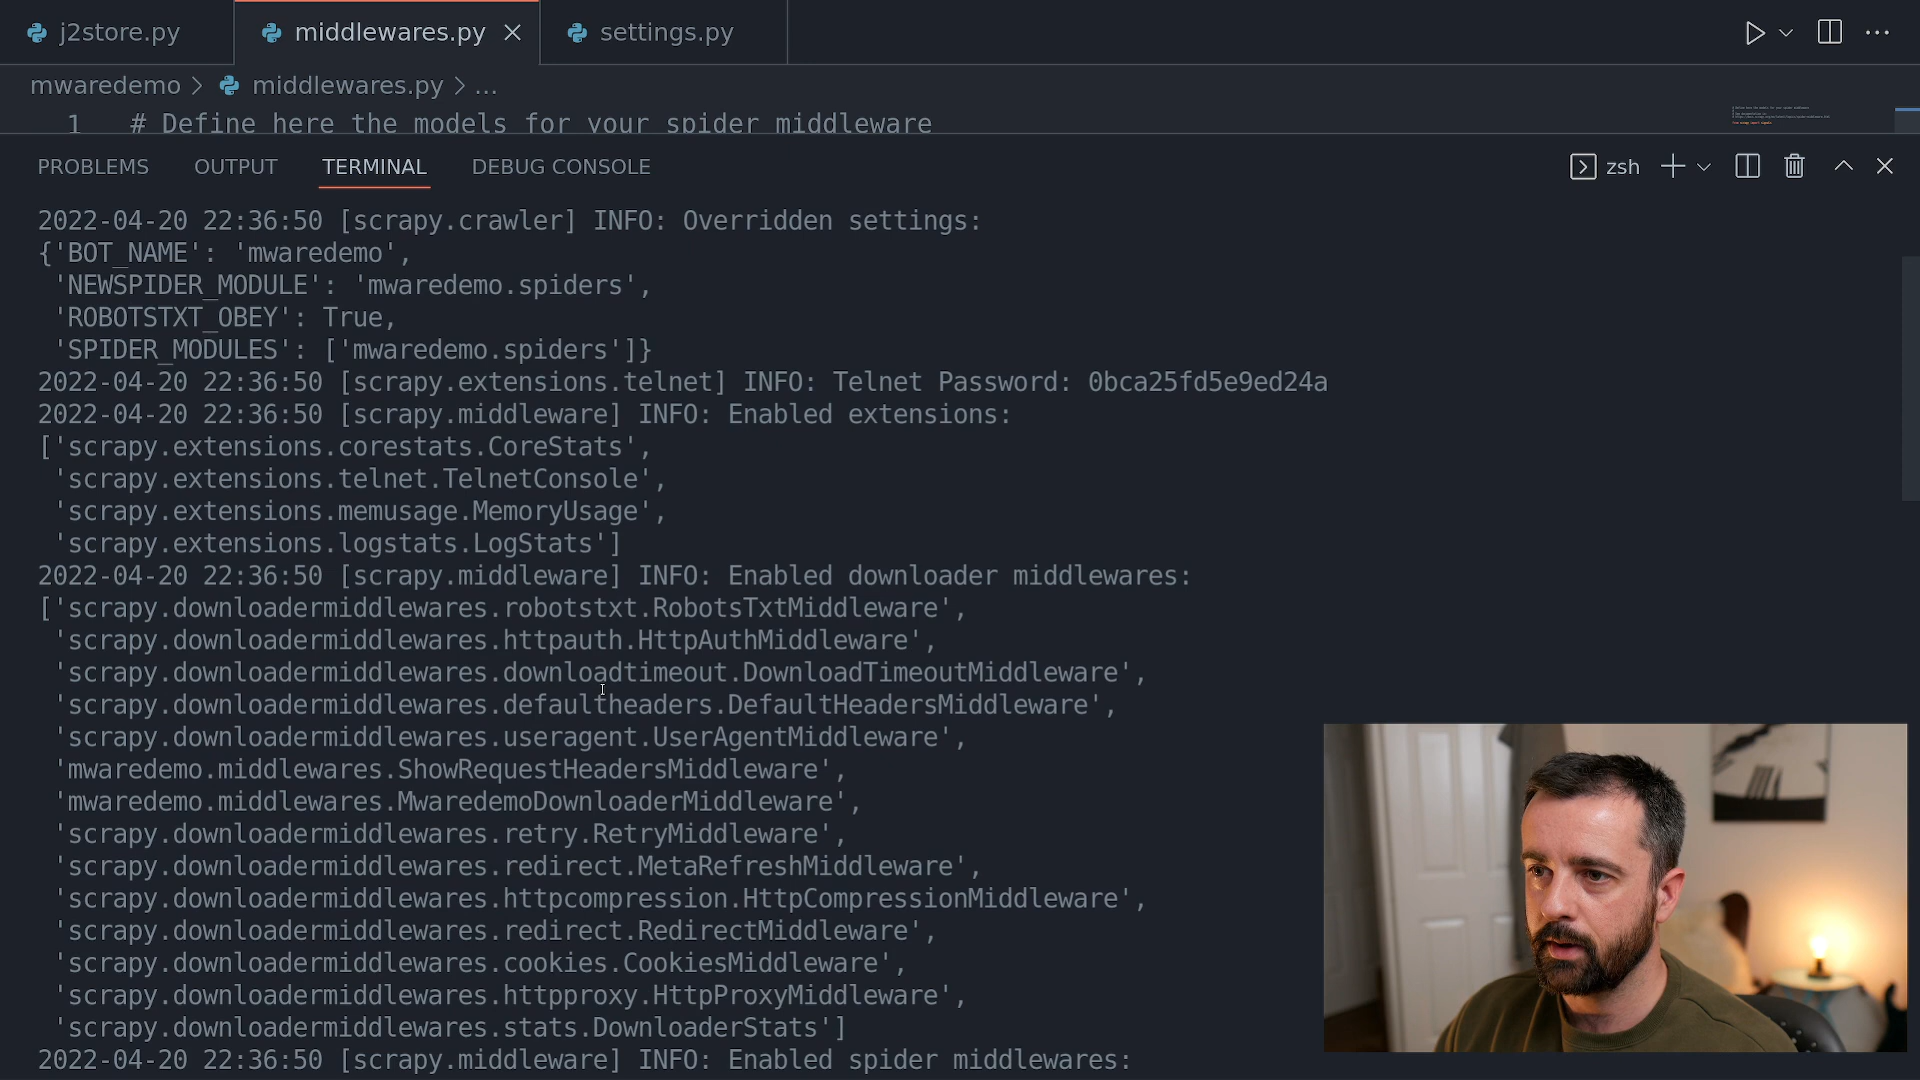 j2store.py
middlewares.py
settings.py
mwaredemo > middlewares.py > ...
1 # Define here the models for your spider middleware
PROBLEMS OUTPUT TERMINAL DEBUG CONSOLE
zsh
2022-04-20 22:36:50 [scrapy.crawler] INFO: Overridden settings:
{'BOT_NAME': 'mwaredemo',
'NEWSPIDER_MODULE': 'mwaredemo.spiders',
'ROBOTSTXT_OBEY': True,
'SPIDER_MODULES': ['mwaredemo.spiders']}
2022-04-20 22:36:50 [scrapy.extensions.telnet] INFO: Telnet Password: 0bca25fd5e9ed24a
2022-04-20 22:36:50 [scrapy.middleware] INFO: Enabled extensions:
['scrapy.extensions.corestats.CoreStats',
'scrapy.extensions.telnet.TelnetConsole',
'scrapy.extensions.memusage.MemoryUsage',
'scrapy.extensions.logstats.LogStats']
2022-04-20 22:36:50 [scrapy.middleware] INFO: Enabled downloader middlewares:
['scrapy.downloadermiddlewares.robotstxt.RobotsTxtMiddleware',
'scrapy.downloadermiddlewares.httpauth.HttpAuthMiddleware',
'scrapy.downloadermiddlewares.downloadtimeout.DownloadTimeoutMiddleware',
'scrapy.downloadermiddlewares.defaultheaders.DefaultHeadersMiddleware',
'scrapy.downloadermiddlewares.useragent.UserAgentMiddleware',
'mwaredemo.middlewares.ShowRequestHeadersMiddleware',
'mwaredemo.middlewares.MwaredemoDownloaderMiddleware',
'scrapy.downloadermiddlewares.retry.RetryMiddleware',
'scrapy.downloadermiddlewares.redirect.MetaRefreshMiddleware',
'scrapy.downloadermiddlewares.httpcompression.HttpCompressionMiddleware',
'scrapy.downloadermiddlewares.redirect.RedirectMiddleware',
'scrapy.downloadermiddlewares.cookies.CookiesMiddleware',
'scrapy.downloadermiddlewares.httpproxy.HttpProxyMiddleware',
'scrapy.downloadermiddlewares.stats.DownloaderStats']
2022-04-20 22:36:50 [scrapy.middleware] INFO: Enabled spider middlewares: